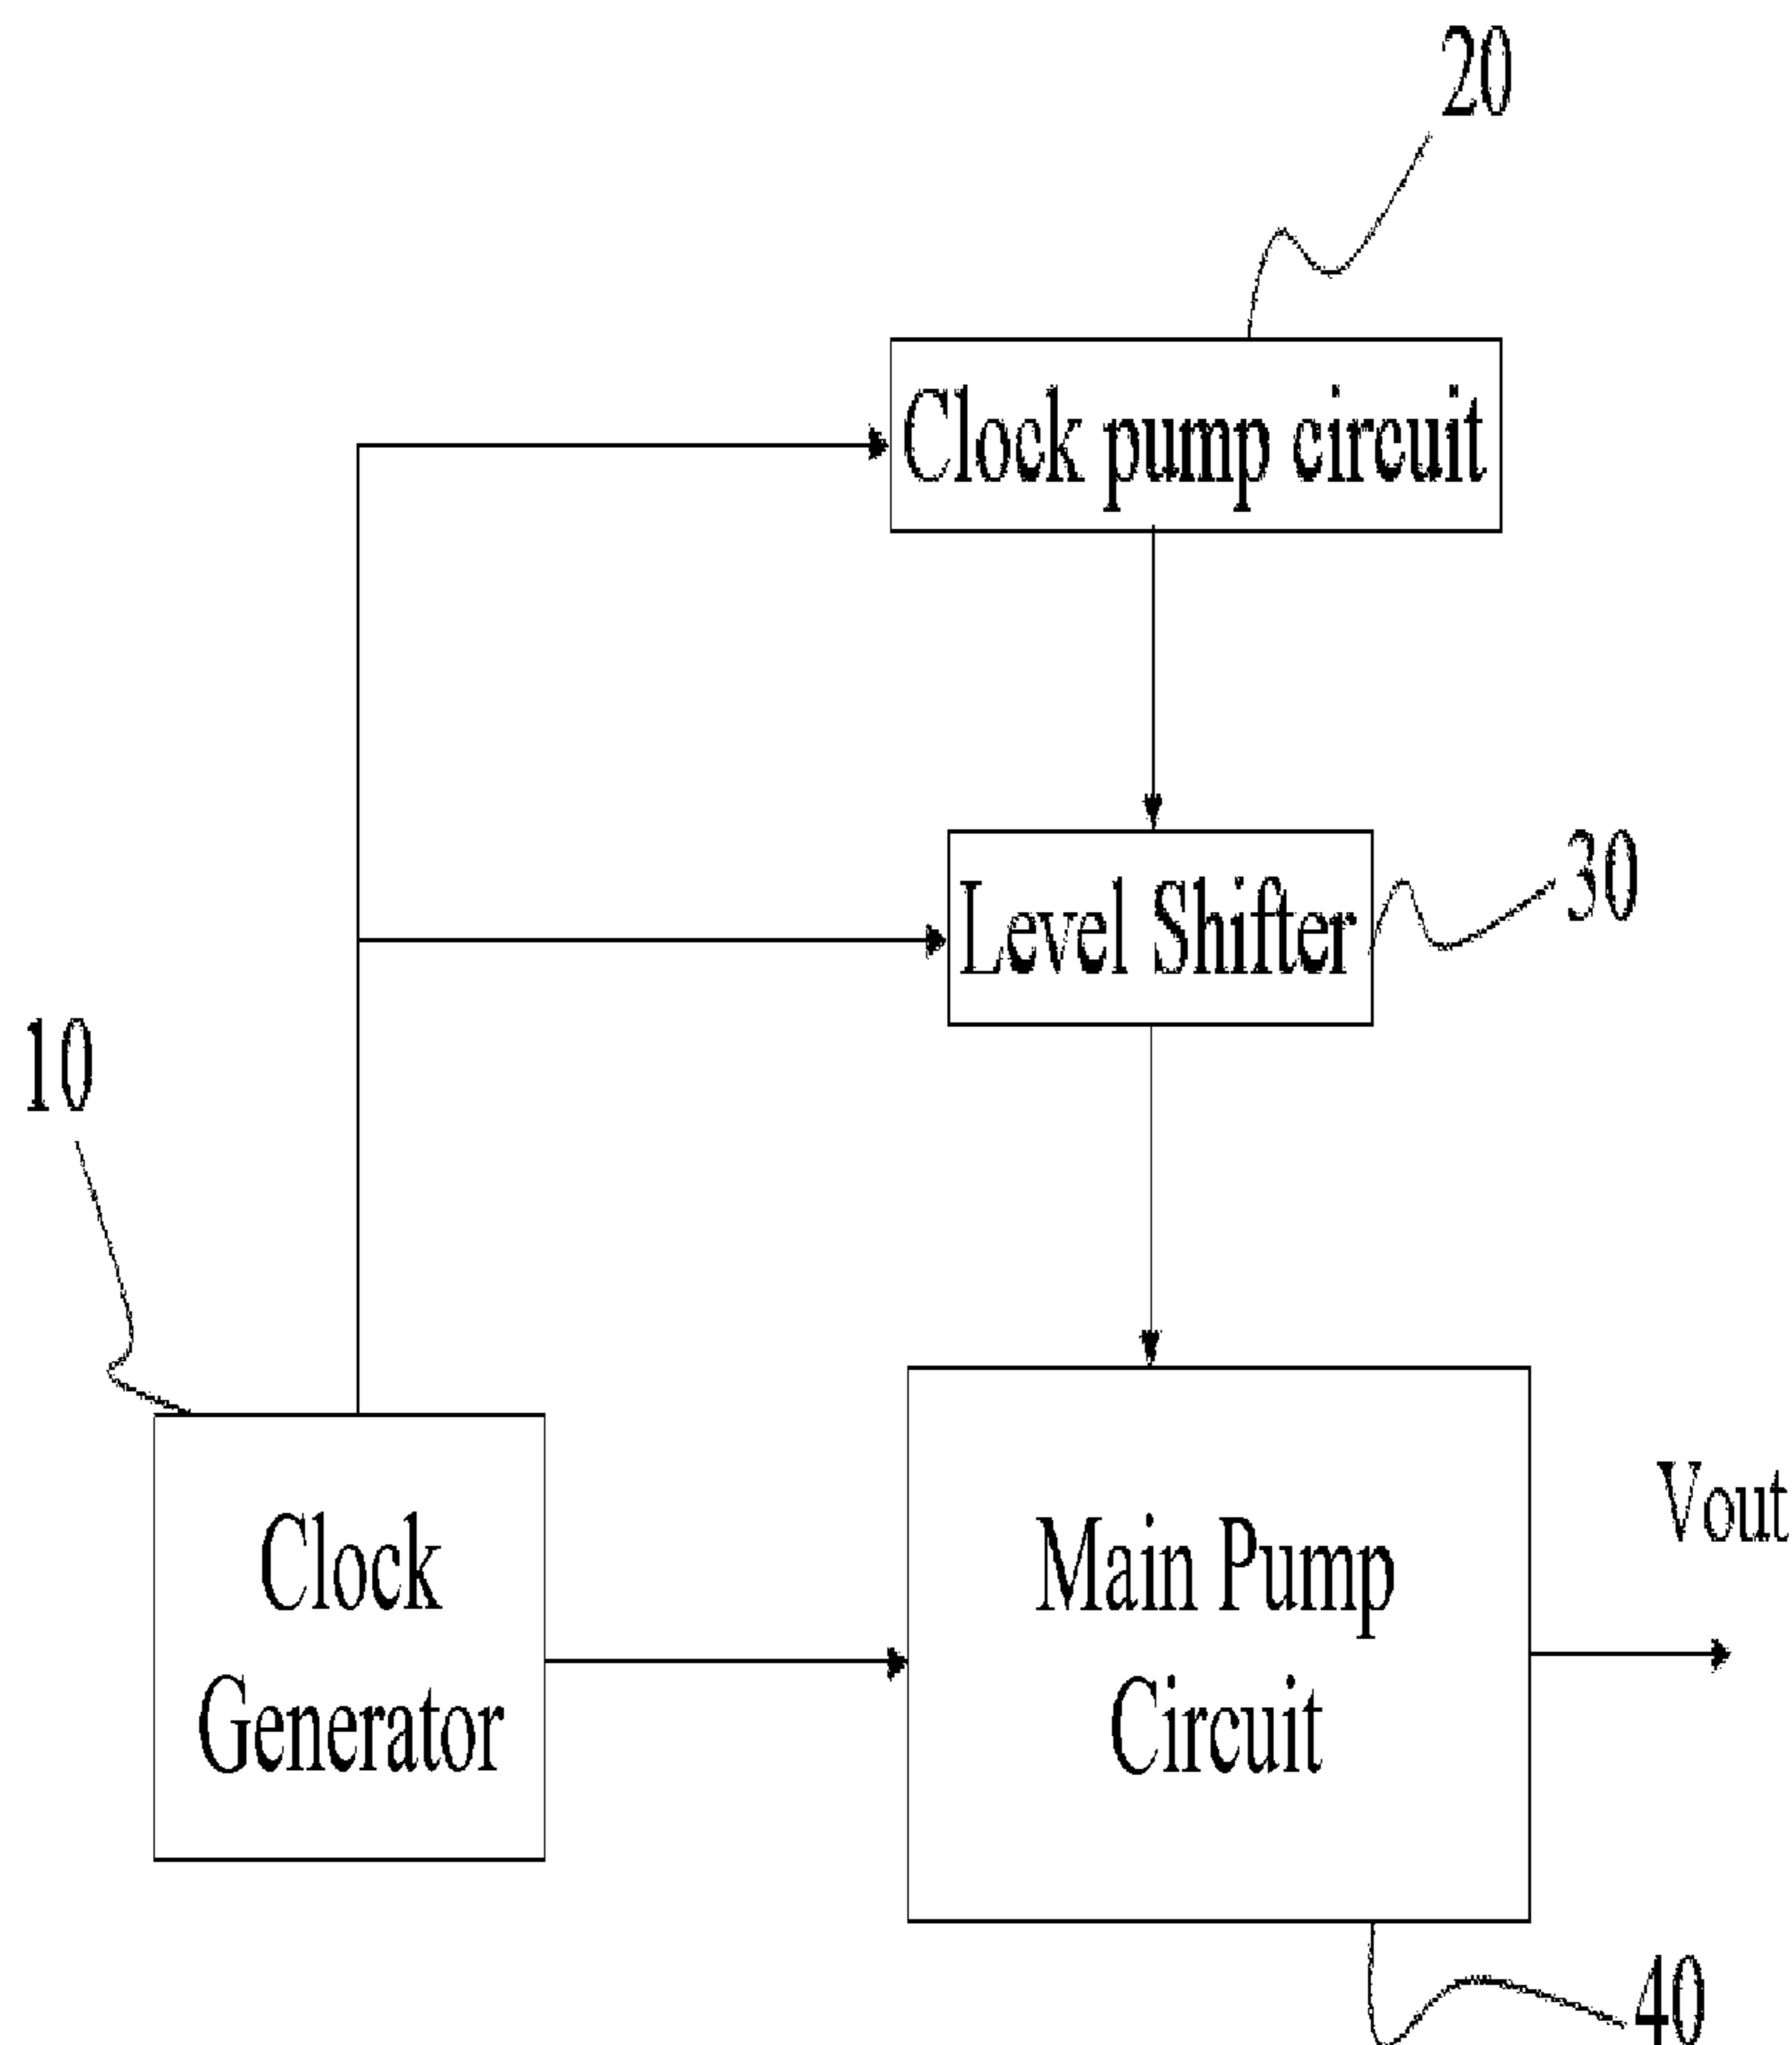 20
Clock pump circuit
Level Shifter
30
10
Clock
Generator
Main Pump
Circuit
Vout
40